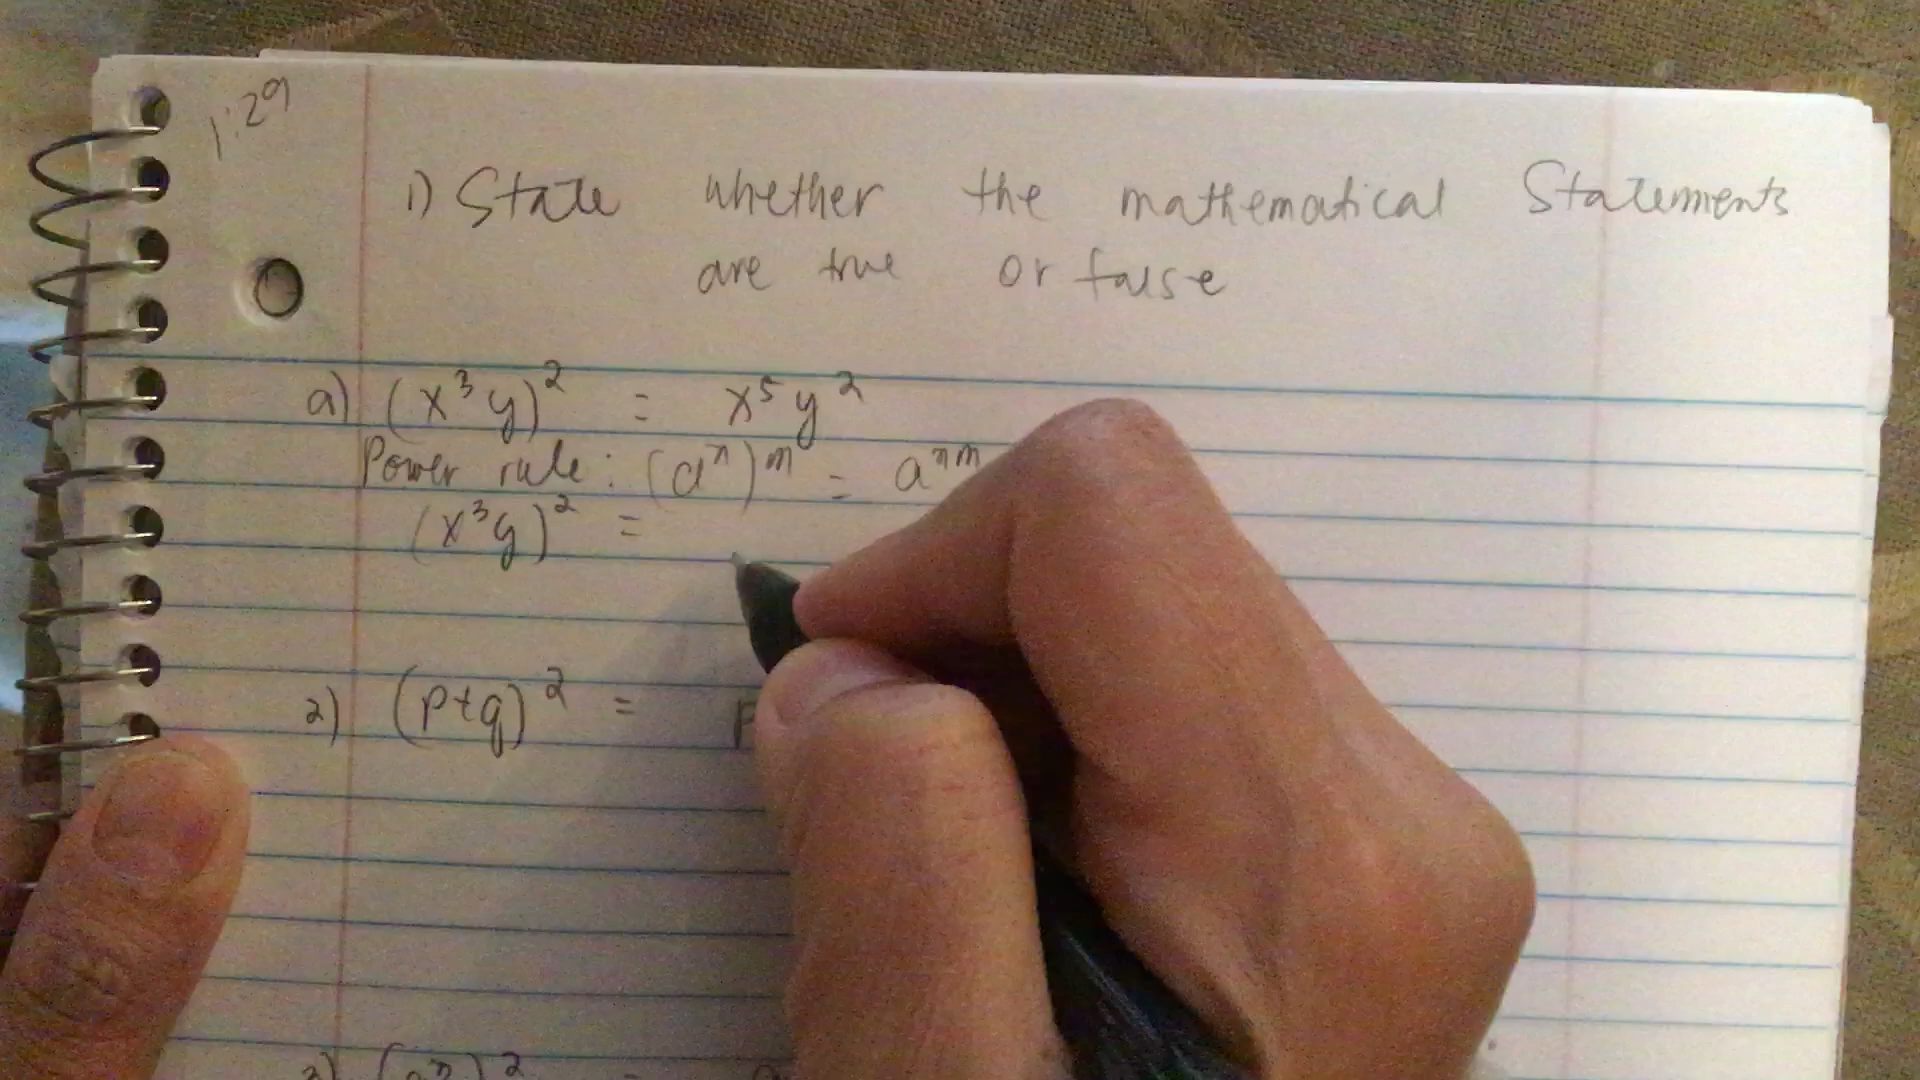 1:29
1) State whether the mathematical Statements
are true or false
a) (x³y)² = x⁵y²
Power rule: (aⁿ)ᵐ = aⁿᵐ
(x³y)² =
2) (p+q)² = p
3)